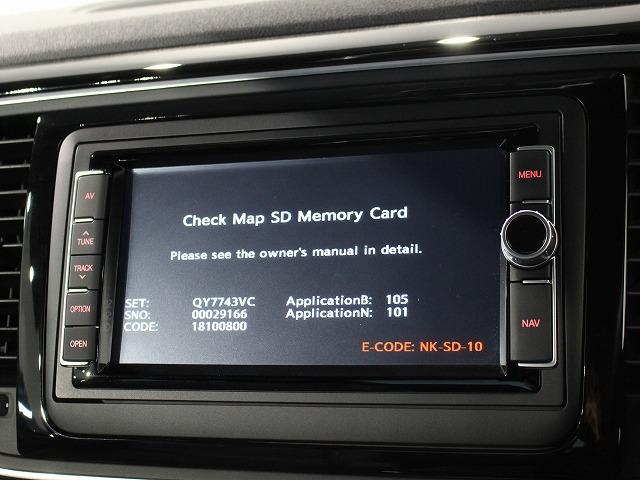 Check Map SD Memory Card
Please see the owner's manual in detail.
SET: QY7743VC ApplicationB: 105
SNO: 00029166 ApplicationN: 101
CODE: 18100800
E-CODE: NK-SD-10
AV
TUNE
TRACK
OPTION
OPEN
MENU
NAV